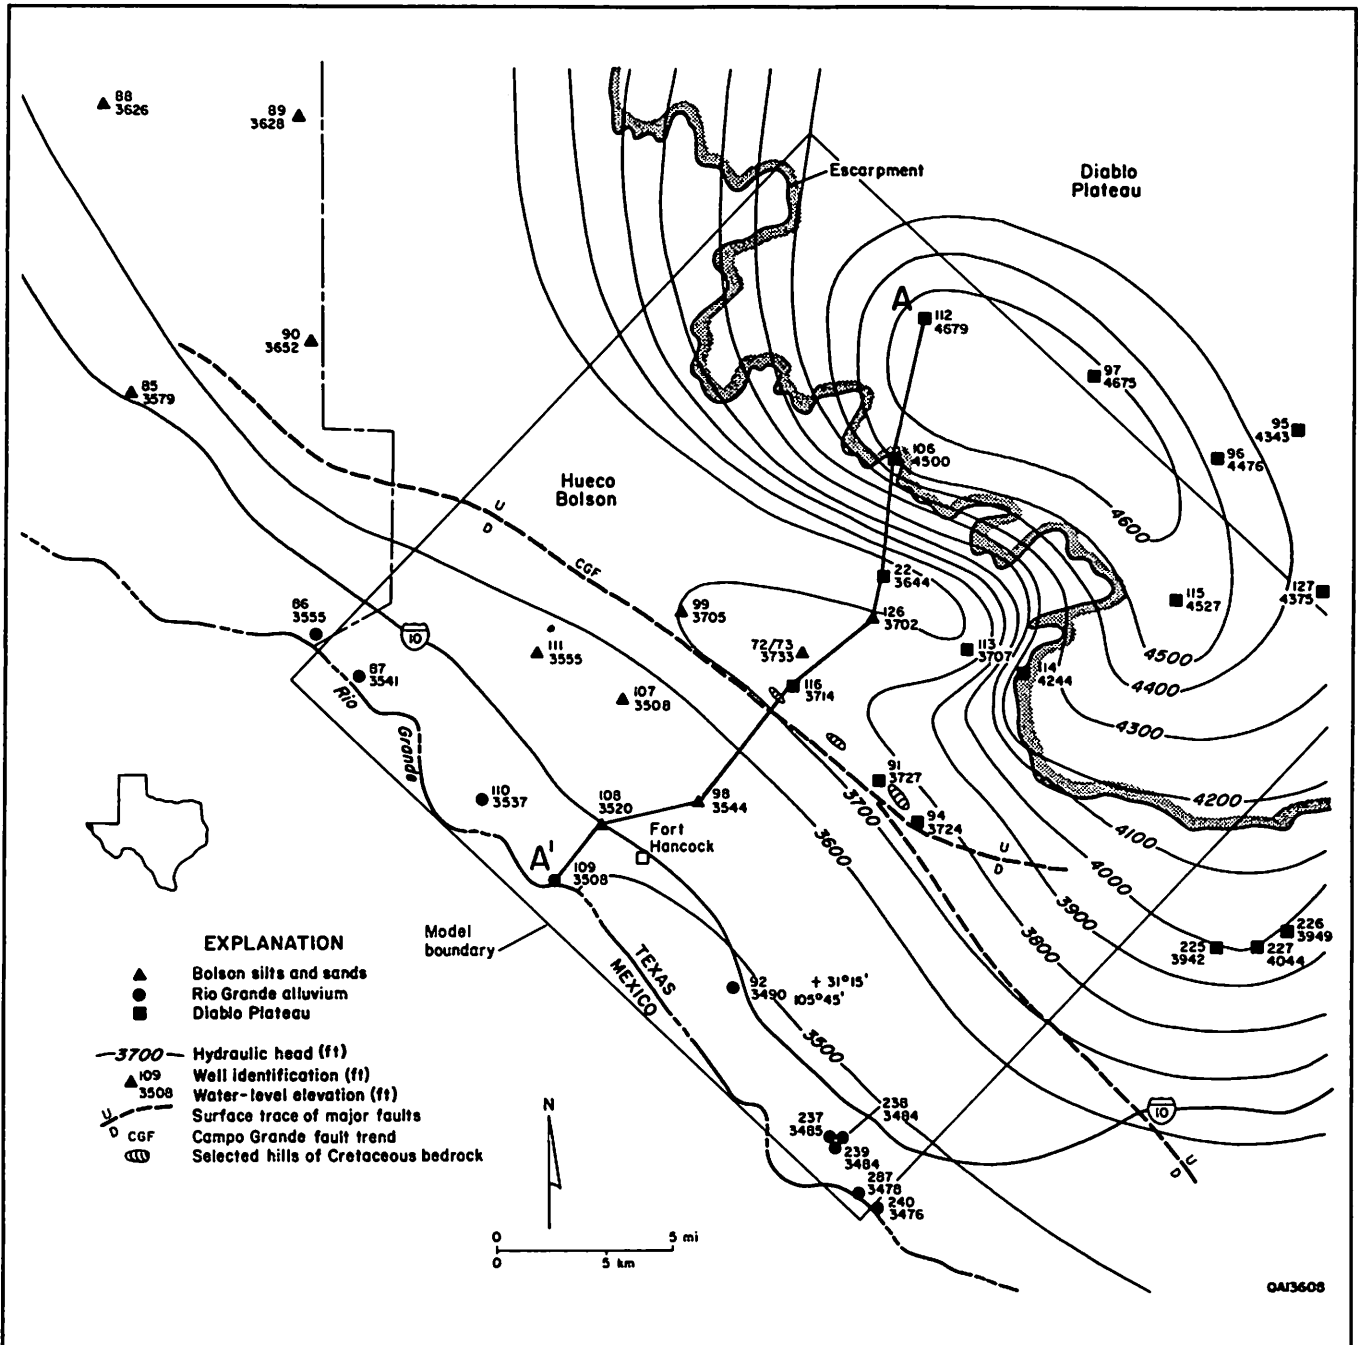 88
3626
89
3628
Escarpment
Diablo
Plateau
A
112
4679
90
3652
97
4675
85
3579
95
4343
96
4476
106
4500
Hueco
Bolson
U
D
4600
CGF
22
3644
127
4375
115
4527
99
3705
126
3702
86
3555
10
111
3555
72/73
3733
113
3707
4500
114
4244
4400
87
3541
Rio
Grande
116
3714
107
3508
4300
91
3727
110
3537
108
3520
98
3544
3700
4200
94
3724
Fort
Hancock
3600
4100
U
D
A'
109
3508
4000
3900
Model
boundary
3800
226
3949
225
3942
227
4044
TEXAS
MEXICO
92
3490
+ 31°15'
105°45'
3500
EXPLANATION
Bolson silts and sands
Rio Grande alluvium
Diablo Plateau
3700 Hydraulic head (ft)
109 Well identification (ft)
3508 Water-level elevation (ft)
U
D
Surface trace of major faults
CGF Campo Grande fault trend
Selected hills of Cretaceous bedrock
N
238
3484
237
3485
239
3484
10
U
D
287
3478
240
3476
0 5 mi
0 5 km
QA13608